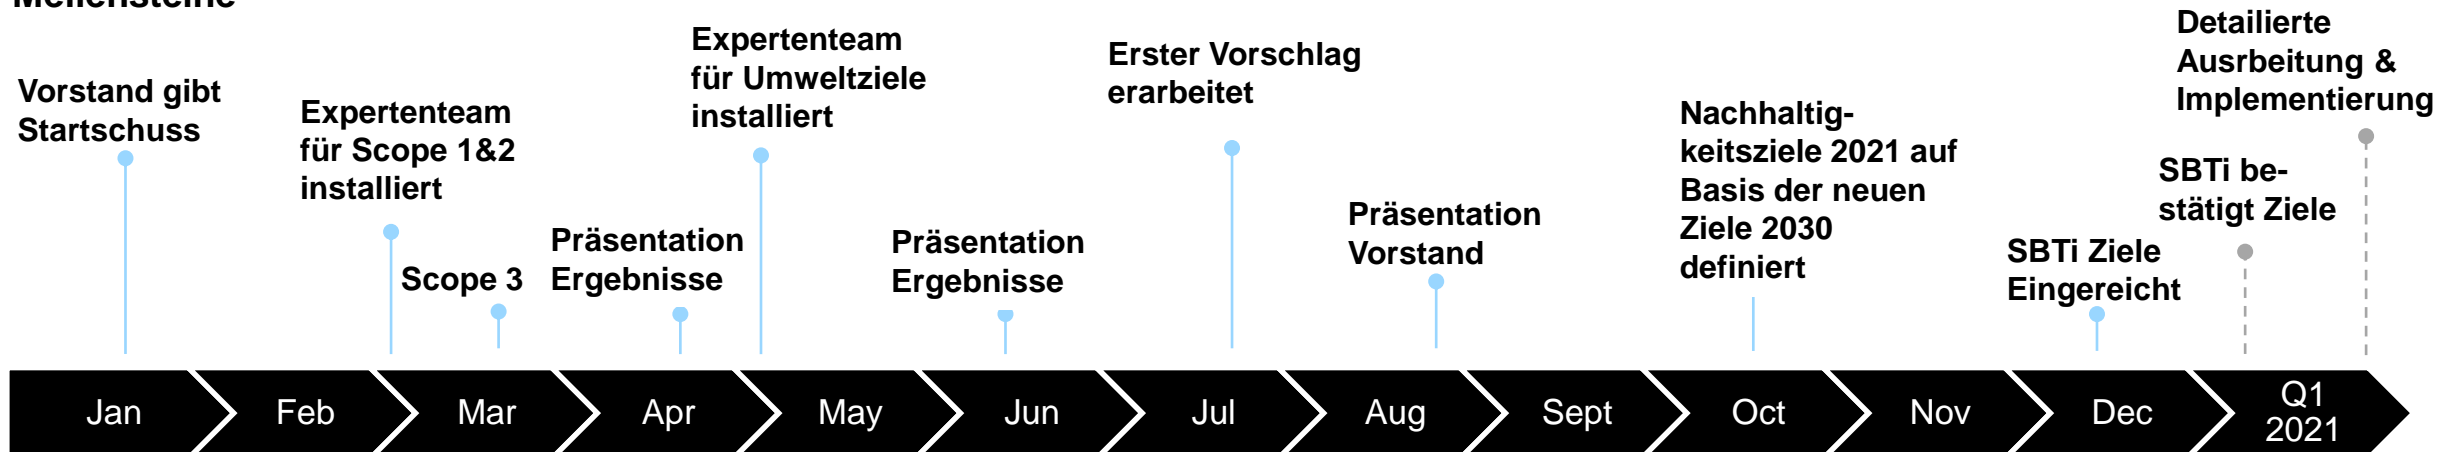 Meilensteine
Vorstand gibt
Startschuss
Expertenteam
für Scope 1&2
installiert
Scope 3
Präsentation
Ergebnisse
Expertenteam
für Umweltziele
installiert
Präsentation
Ergebnisse
Erster Vorschlag
erarbeitet
Präsentation
Vorstand
Nachhaltig-
keitsziele 2021 auf
Basis der neuen
Ziele 2030
definiert
SBTi Ziele
Eingereicht
SBTi be-
stätigt Ziele
Detailierte
Ausrbeitung &
Implementierung
Jan
Feb
Mar
Apr
May
Jun
Jul
Aug
Sept
Oct
Nov
Dec
Q1
2021